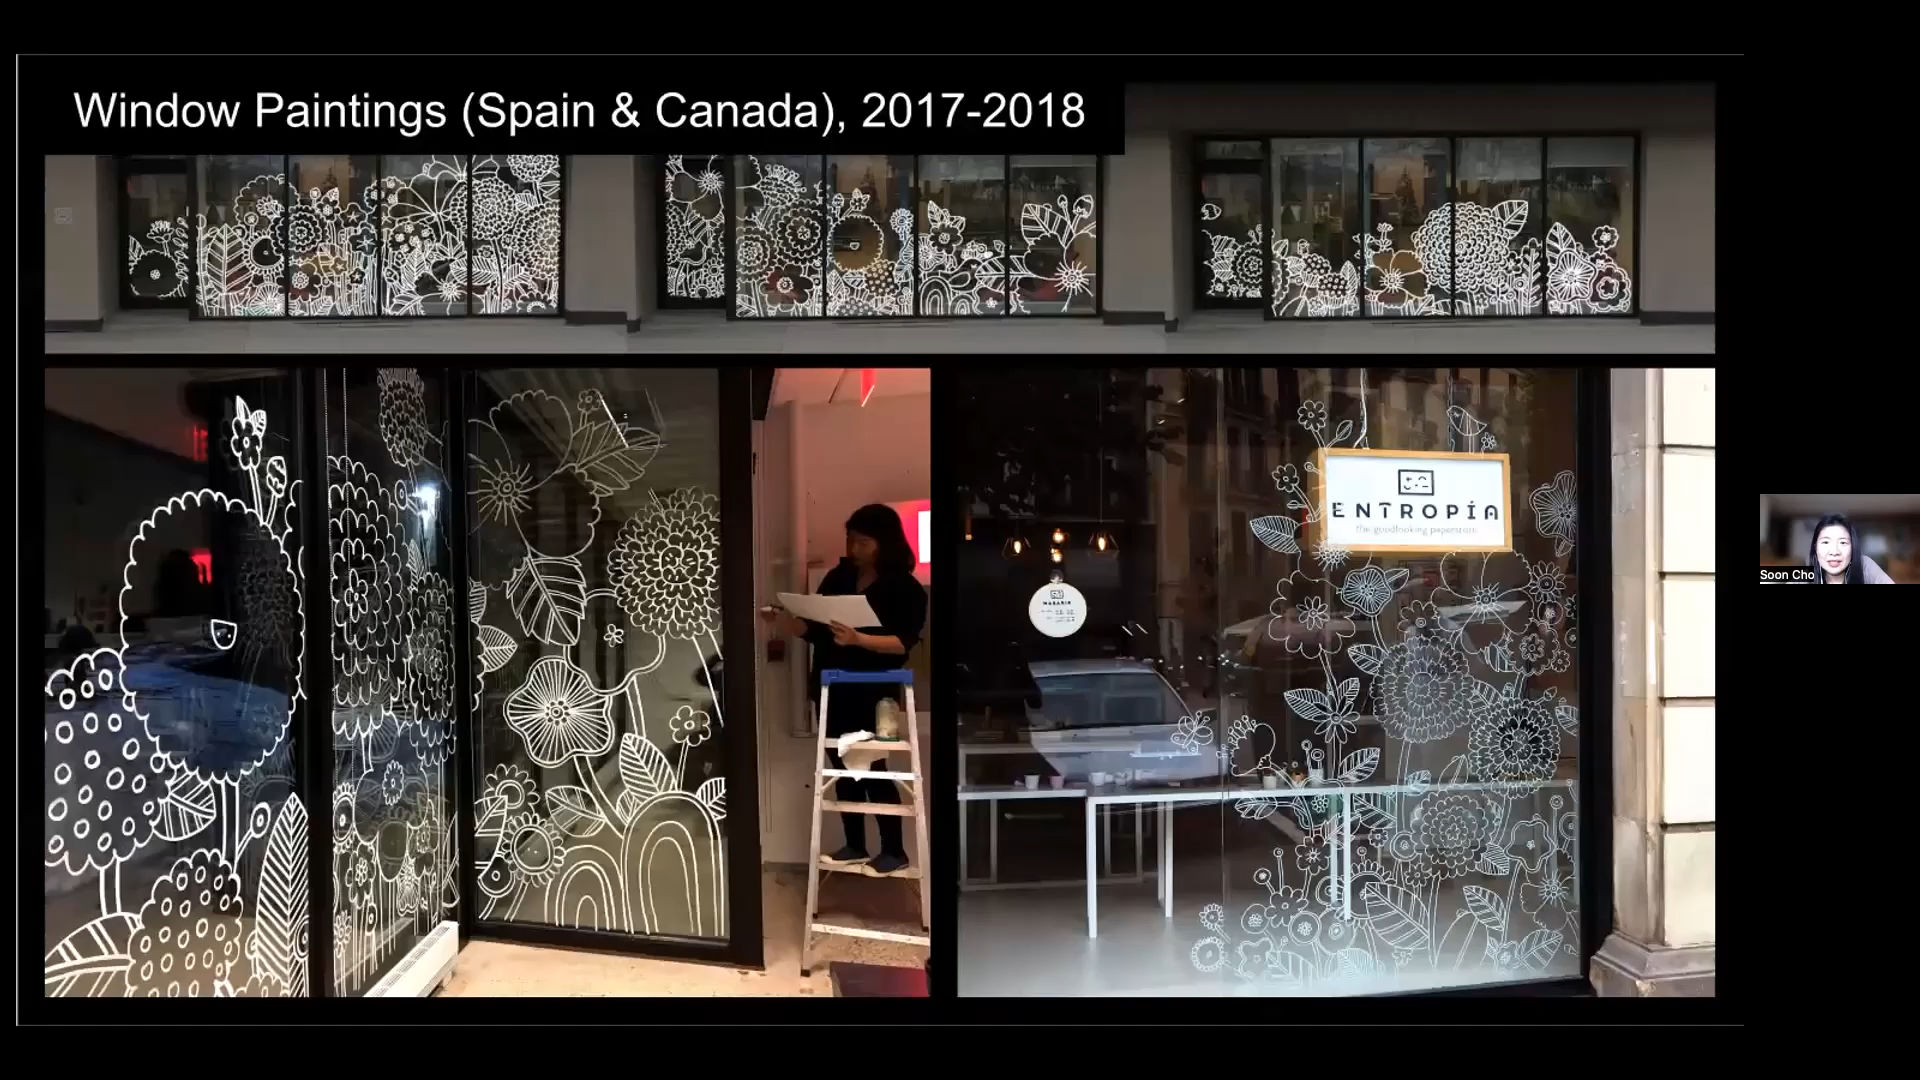 Window Paintings (Spain & Canada), 2017-2018
ENTROPÍA
the goodlooking paperstore
Soon Cho